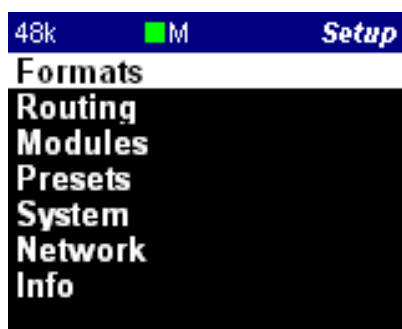 48k M Setup
Formats
Routing
Modules
Presets
System
Network
Info